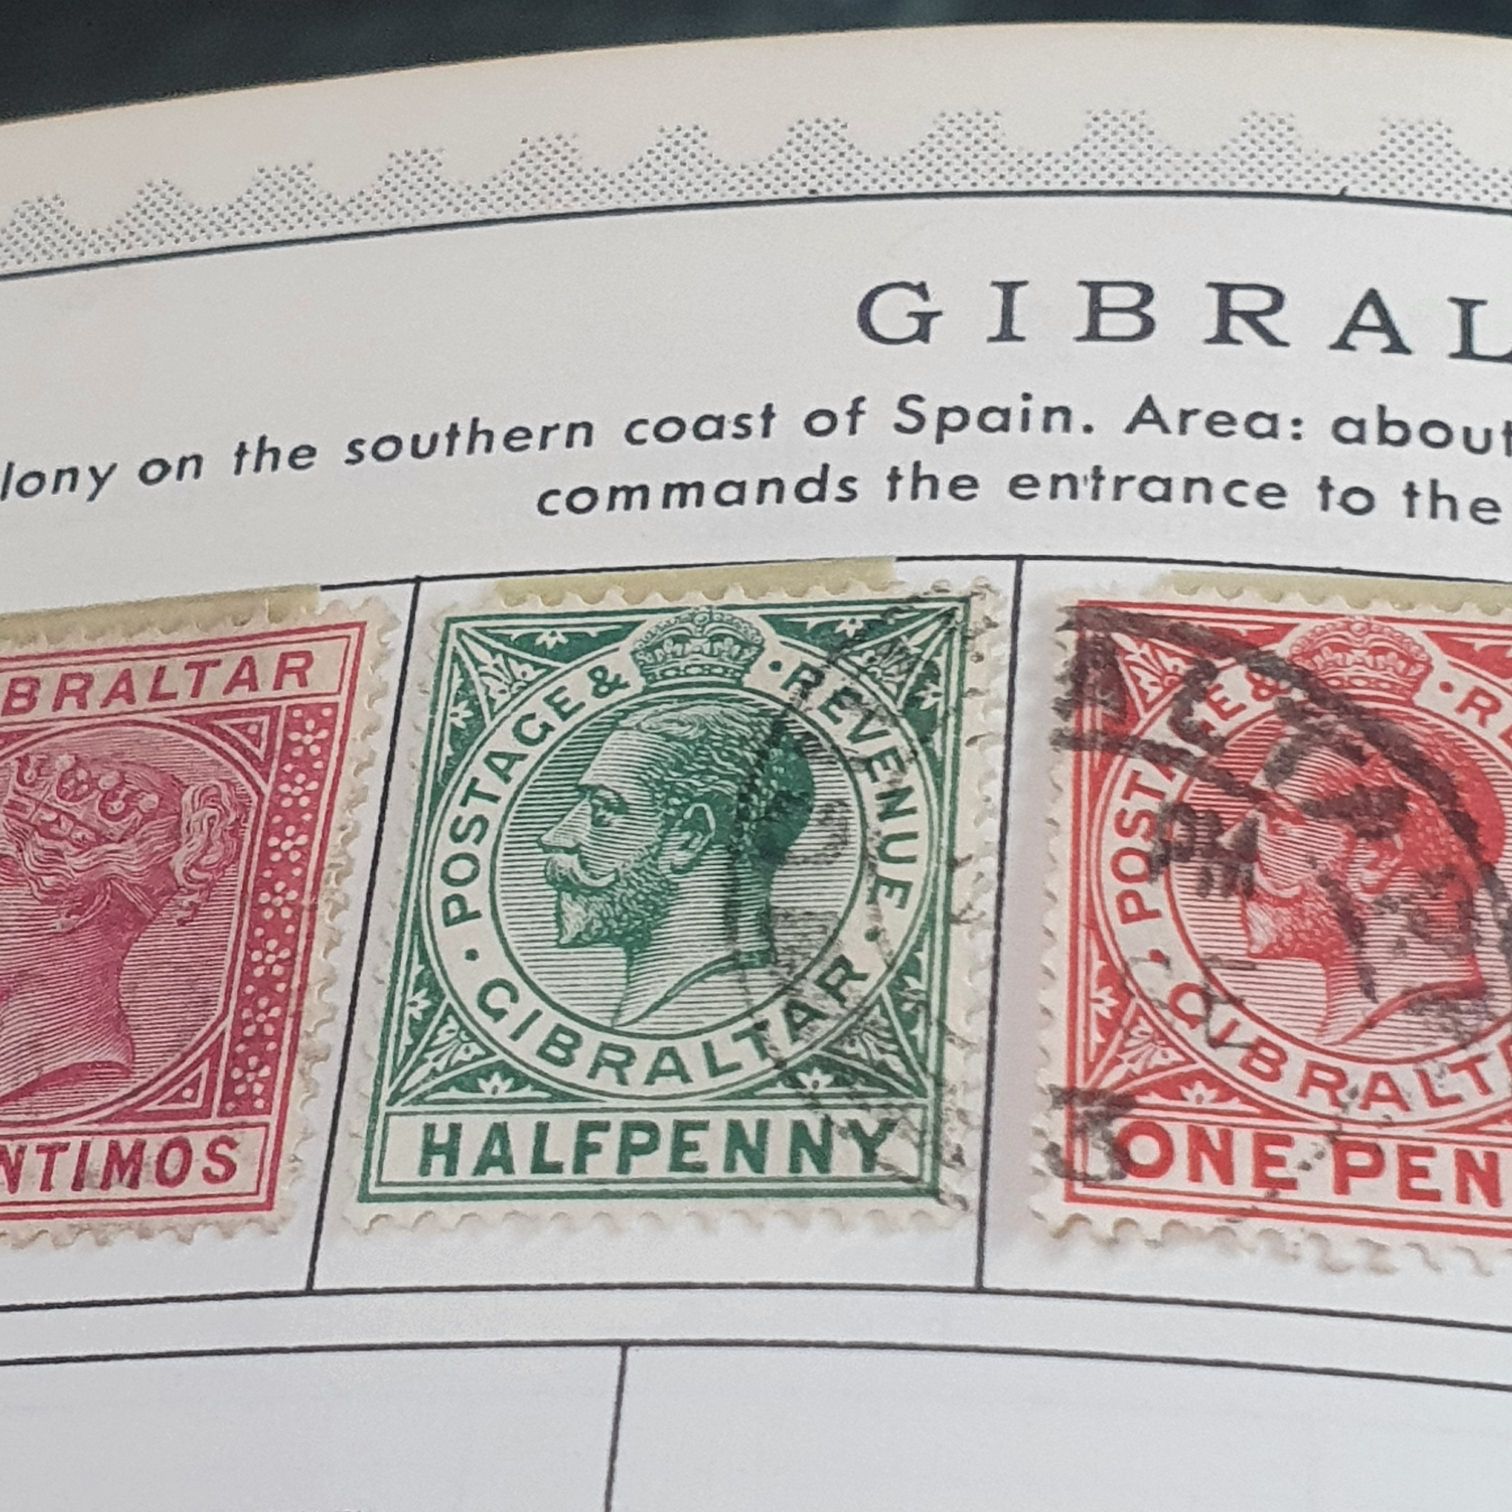 GIBRAL
lony on the southern coast of Spain. Area: about
commands the entrance to the
BRALTAR
NTIMOS
POSTAGE & · REVENUE ·
· GIBRALTAR
HALFPENNY
POSTAGE & · R
· GIBRALT
ONE PEN